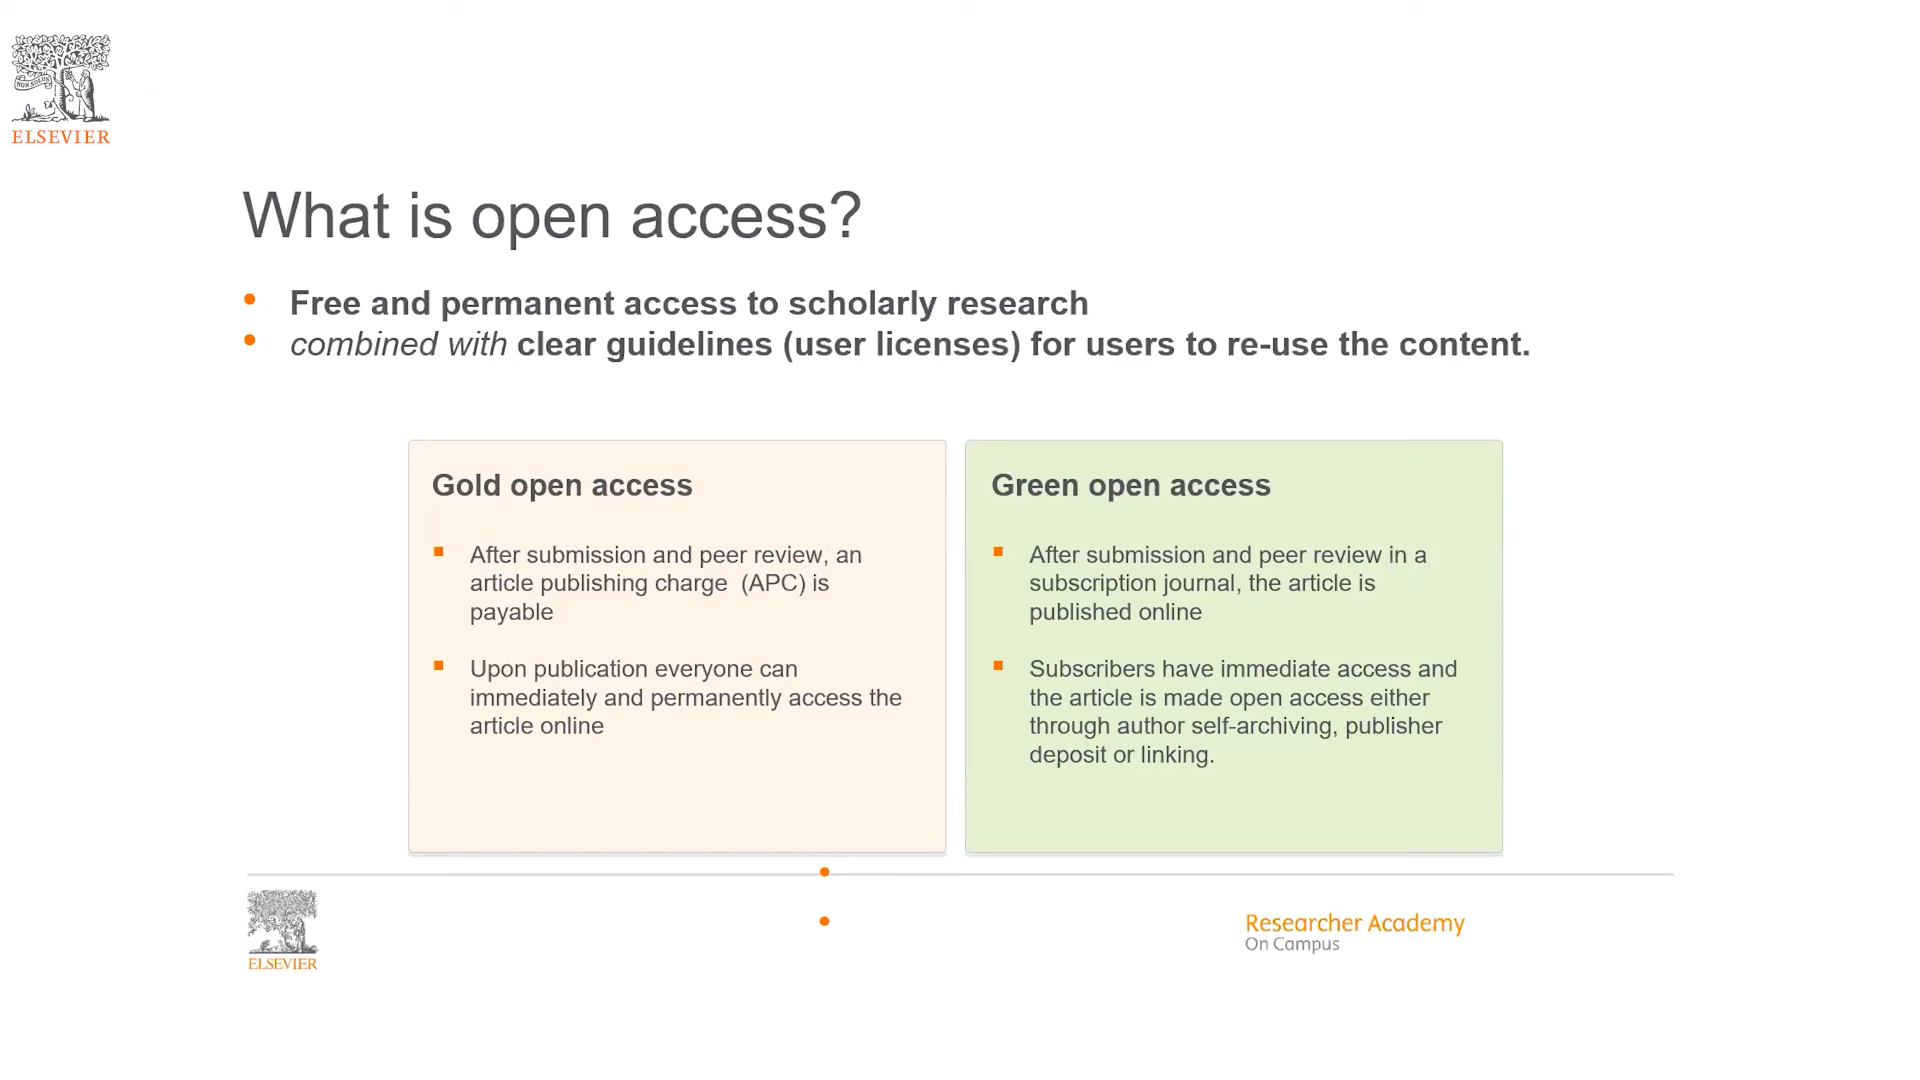 ELSEVIER
What is open access?
• Free and permanent access to scholarly research
• combined with clear guidelines (user licenses) for users to re-use the content.
Gold open access
▪ After submission and peer review, an
article publishing charge (APC) is
payable
▪ Upon publication everyone can
immediately and permanently access the
article online
Green open access
▪ After submission and peer review in a
subscription journal, the article is
published online
▪ Subscribers have immediate access and
the article is made open access either
through author self-archiving, publisher
deposit or linking.
ELSEVIER
Researcher Academy
On Campus